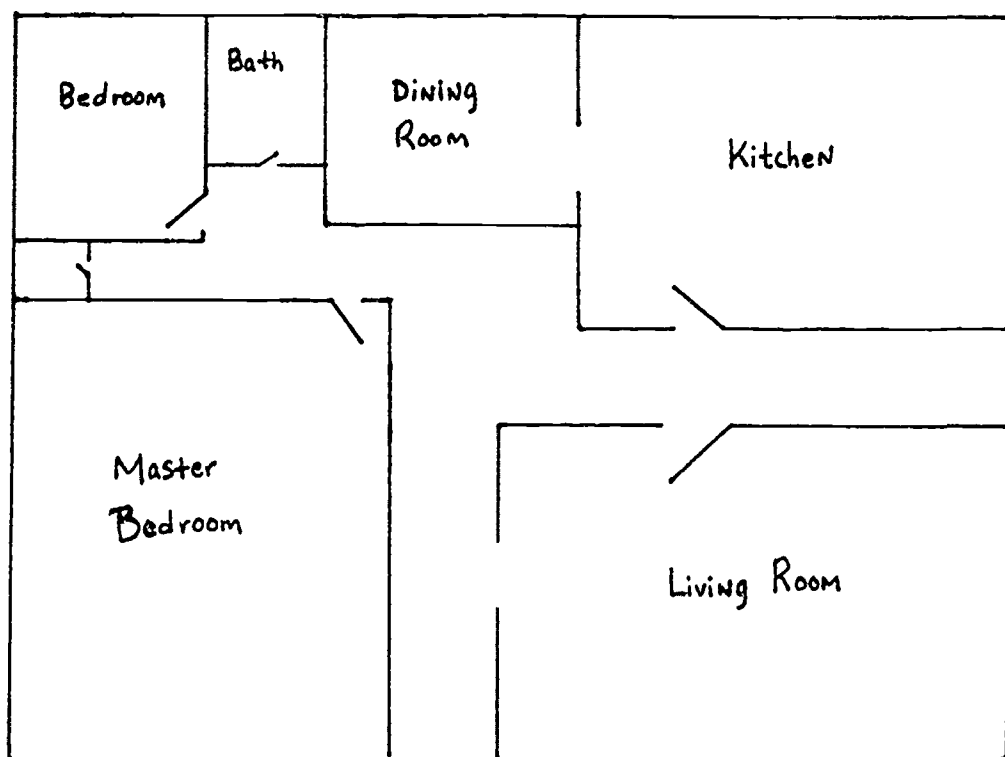 Bedroom
Bath
Dining
Room
Kitchen
Master
Bedroom
Living Room